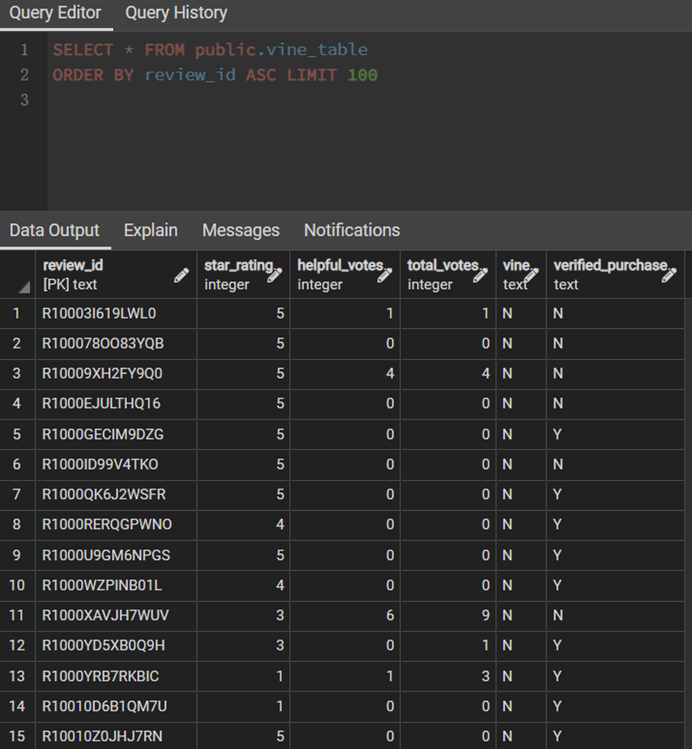 Query Editor Query History
1 SELECT * FROM public.vine_table
2 ORDER BY review_id ASC LIMIT 100
3
Data Output Explain Messages Notifications
review_id star_rating helpful_votes total_votes vine verified_purchase
[PK] text integer integer integer text text
1 R10003I619LWL0 5 1 1 N N
2 R100078OO83YQB 5 0 0 N N
3 R10009XH2FY9Q0 5 4 4 N N
4 R1000EJULTHQ16 5 0 0 N N
5 R1000GECIM9DZG 5 0 0 N Y
6 R1000ID99V4TKO 5 0 0 N N
7 R1000QK6J2WSFR 5 0 0 N Y
8 R1000RERQGPWNO 4 0 0 N Y
9 R1000U9GM6NPGS 5 0 0 N Y
10 R1000WZPINB01L 4 0 0 N Y
11 R1000XAVJH7WUV 3 6 9 N N
12 R1000YD5XB0Q9H 3 0 1 N Y
13 R1000YRB7RKBIC 1 1 3 N Y
14 R10010D6B1QM7U 1 0 0 N Y
15 R10010Z0JHJ7RN 5 0 0 N Y